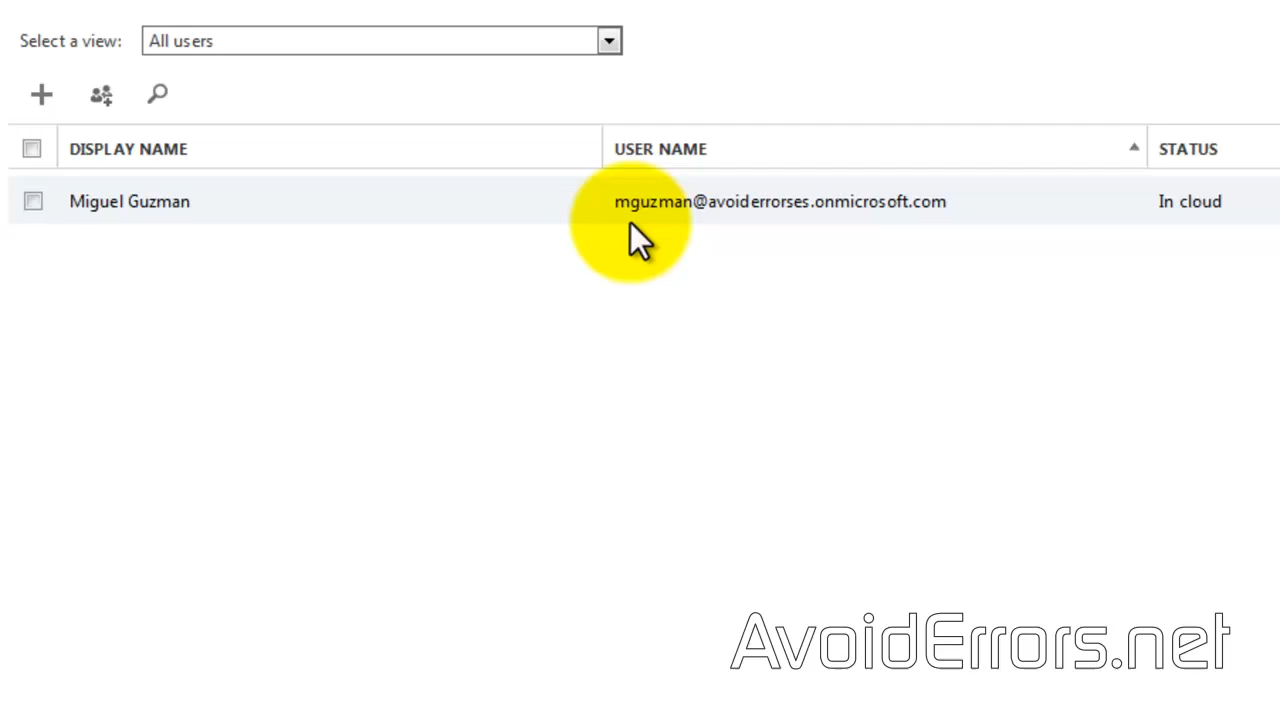 Select a view: All users
DISPLAY NAME USER NAME STATUS
Miguel Guzman mguzman@avoiderrorses.onmicrosoft.com In cloud
AvoidErrors.net